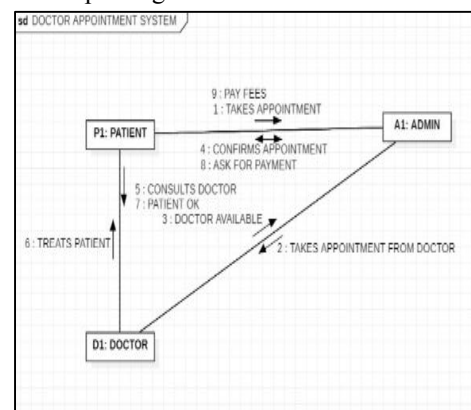 sd DOCTOR APPOINTMENT SYSTEM
9 : PAY FEES
1 : TAKES APPOINTMENT
P1: PATIENT
A1: ADMIN
4 : CONFIRMS APPOINTMENT
8 : ASK FOR PAYMENT
5 : CONSULTS DOCTOR
7 : PATIENT OK
3 : DOCTOR AVAILABLE
6 : TREATS PATIENT
2 : TAKES APPOINTMENT FROM DOCTOR
D1: DOCTOR